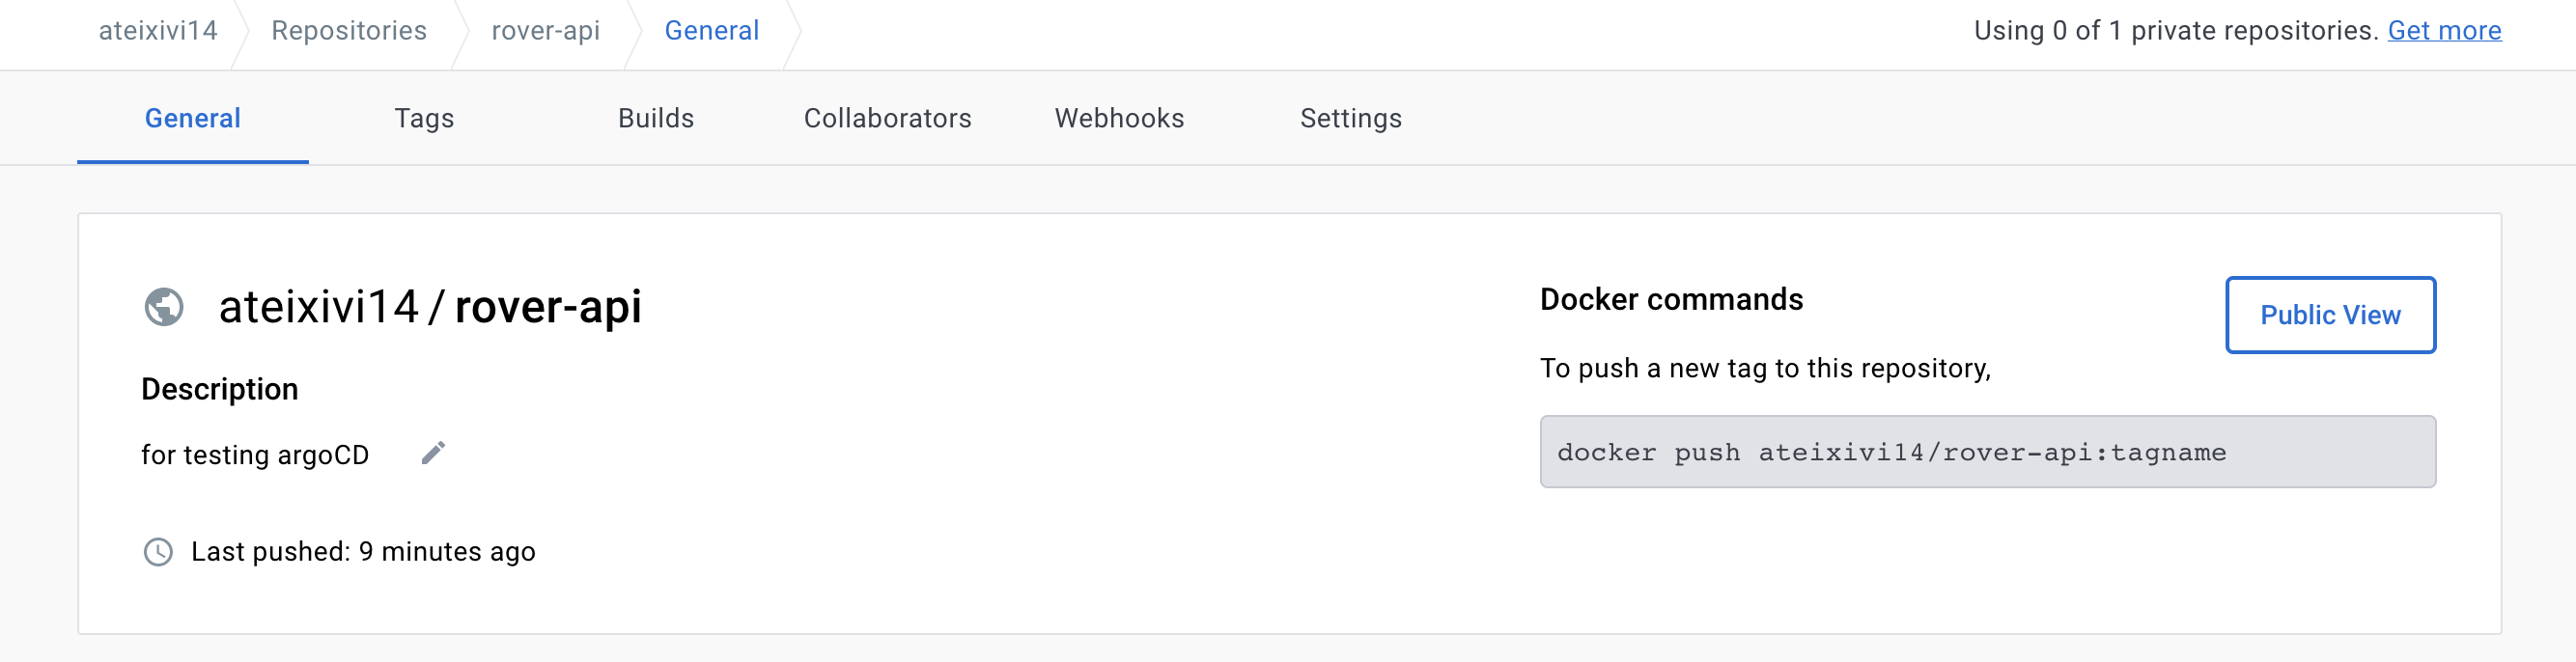 ateixivi14 Repositories rover-api General Using 0 of 1 private repositories. Get more
General Tags Builds Collaborators Webhooks Settings
ateixivi14 / rover-api
Description
for testing argoCD
Last pushed: 9 minutes ago
Docker commands
Public View
To push a new tag to this repository,
docker push ateixivi14/rover-api:tagname